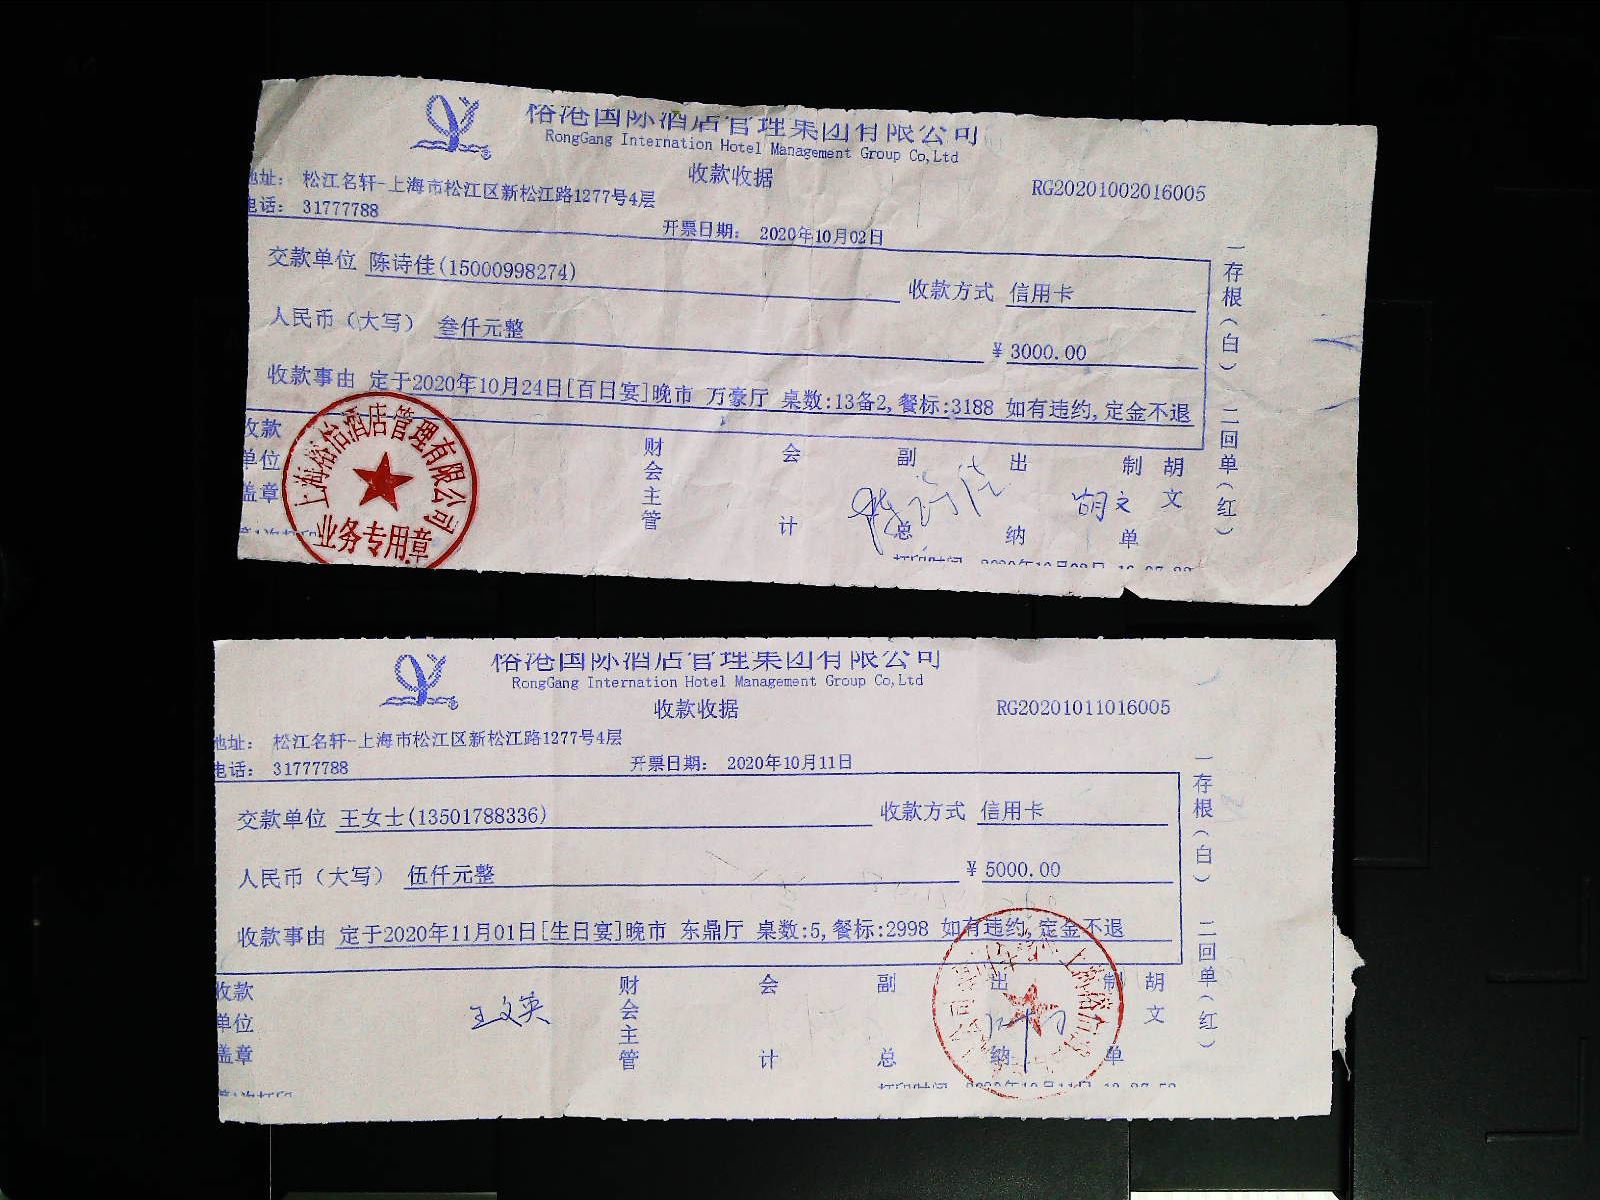 榕港国际酒店管理集团有限公司
RongGang Internation Hotel Management Group Co,Ltd
收款收据
RG20201002016005
地址： 松江名轩-上海市松江区新松江路1277号4层
电话： 31777788
开票日期： 2020年10月02日
交款单位 陈诗佳(15000998274)
收款方式 信用卡
人民币（大写） 叁仟元整
¥ 3000.00
收款事由 定于2020年10月24日[百日宴]晚市 万豪厅 桌数:13备2,餐标:3188 如有违约,定金不退
一存根（白） 二回单（红）
收款单位盖章
财会主管
会计
副总
出纳
制单
胡文
陈诗佳
胡文
上海裕怡酒店管理有限公司
业务专用章
打印时间
榕港国际酒店管理集团有限公司
RongGang Internation Hotel Management Group Co,Ltd
收款收据
RG20201011016005
地址： 松江名轩-上海市松江区新松江路1277号4层
电话： 31777788
开票日期： 2020年10月11日
交款单位 王女士(13501788336)
收款方式 信用卡
人民币（大写） 伍仟元整
¥ 5000.00
收款事由 定于2020年11月01日[生日宴]晚市 东鼎厅 桌数:5,餐标:2998 如有违约,定金不退
一存根（白） 二回单（红）
收款单位盖章
王文英
财会主管
会计
副总
出纳
制单
胡文
打印时间